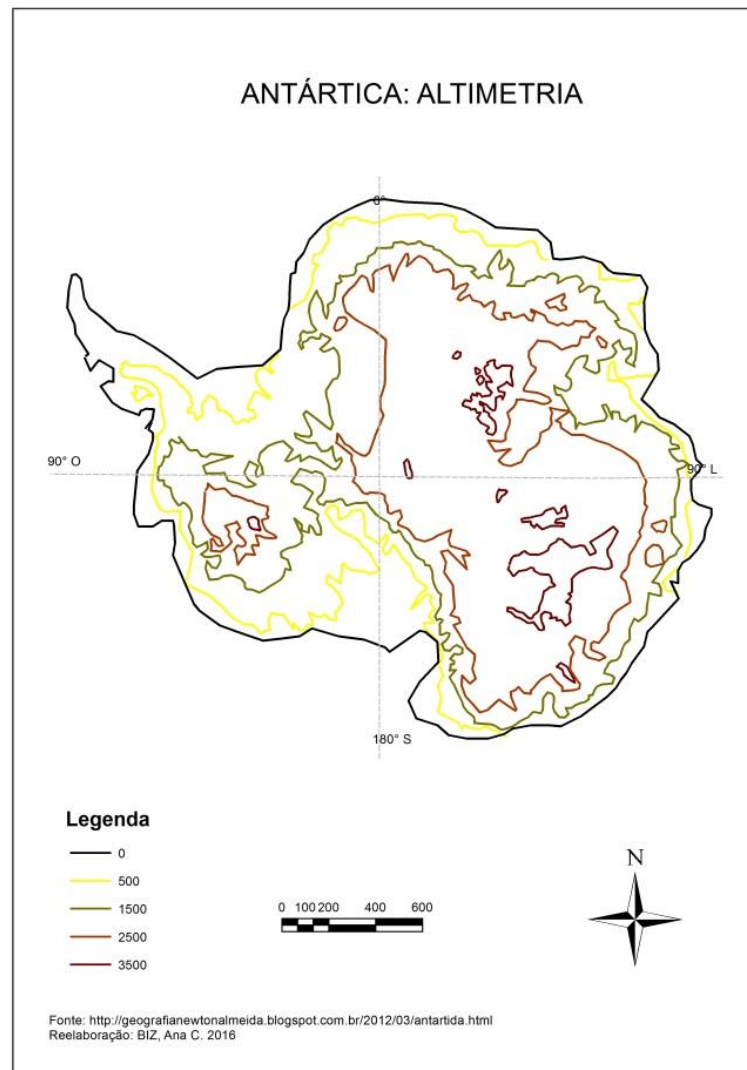 ANTÁRTICA: ALTIMETRIA
0°
90° O
90° L
180° S
Legenda
0
500
1500
2500
3500
0 100 200 400 600
N
Fonte: http://geografianewtonalmeida.blogspot.com.br/2012/03/antartida.html
Reelaboração: BIZ, Ana C. 2016